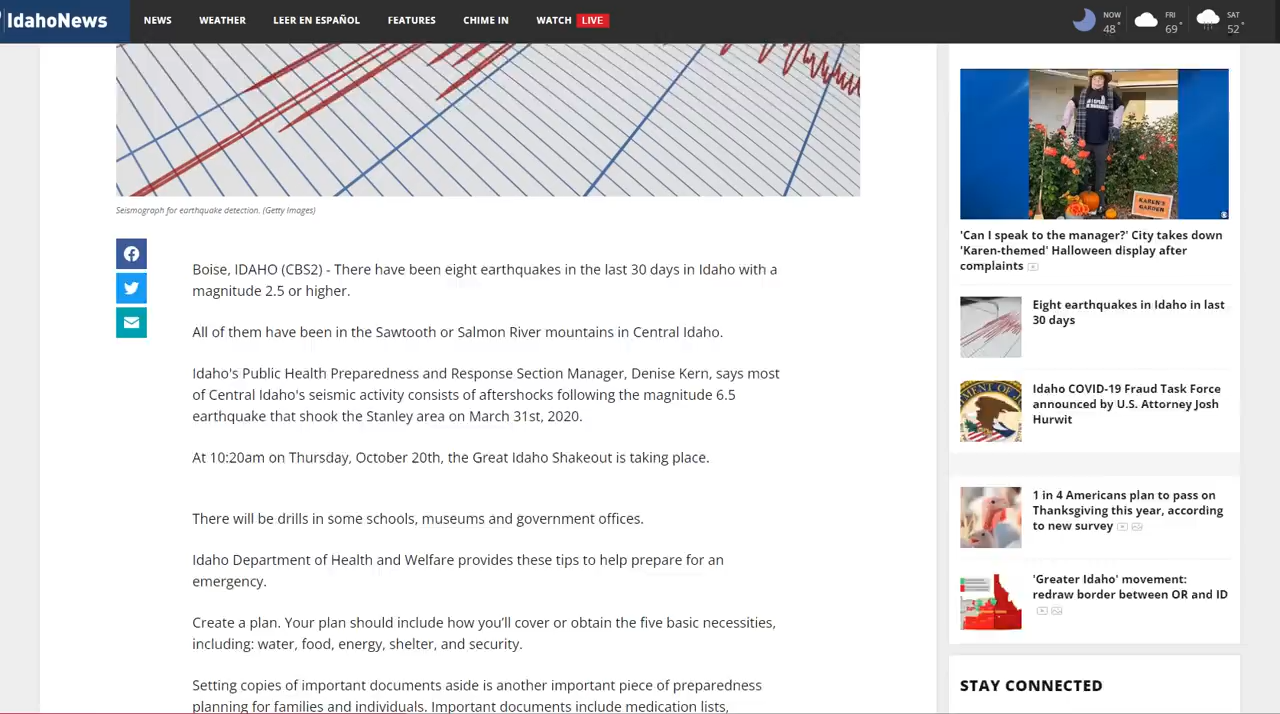 IdahoNews
NEWS
WEATHER
LEER EN ESPAÑOL
FEATURES
CHIME IN
WATCH LIVE
NOW
48°
FRI
69°
SAT
52°
Seismograph for earthquake detection. (Getty Images)
Boise, IDAHO (CBS2) - There have been eight earthquakes in the last 30 days in Idaho with a
magnitude 2.5 or higher.
All of them have been in the Sawtooth or Salmon River mountains in Central Idaho.
Idaho's Public Health Preparedness and Response Section Manager, Denise Kern, says most
of Central Idaho's seismic activity consists of aftershocks following the magnitude 6.5
earthquake that shook the Stanley area on March 31st, 2020.
At 10:20am on Thursday, October 20th, the Great Idaho Shakeout is taking place.
There will be drills in some schools, museums and government offices.
Idaho Department of Health and Welfare provides these tips to help prepare for an
emergency.
Create a plan. Your plan should include how you'll cover or obtain the five basic necessities,
including: water, food, energy, shelter, and security.
Setting copies of important documents aside is another important piece of preparedness
planning for families and individuals. Important documents include medication lists,
KAREN'S
GARDEN
'Can I speak to the manager?' City takes down
'Karen-themed' Halloween display after
complaints
Eight earthquakes in Idaho in last
30 days
Idaho COVID-19 Fraud Task Force
announced by U.S. Attorney Josh
Hurwit
1 in 4 Americans plan to pass on
Thanksgiving this year, according
to new survey
'Greater Idaho' movement:
redraw border between OR and ID
STAY CONNECTED